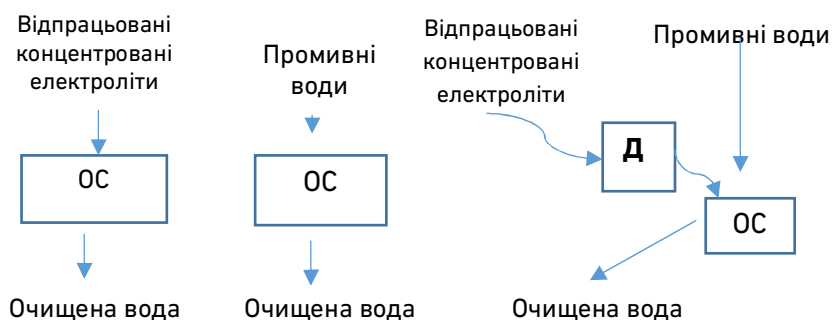 Відпрацьовані
концентровані
електроліти
ОС
Очищена вода
Промивні
води
ОС
Очищена вода
Відпрацьовані
концентровані
електроліти
Промивні води
Д
ОС
Очищена вода